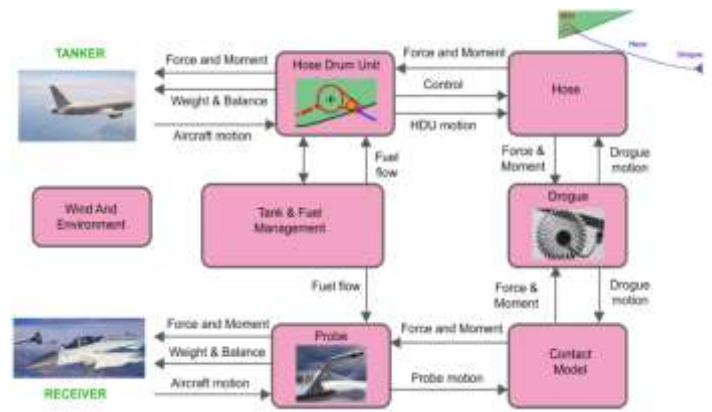 TANKER
Force and Moment
Weight & Balance
Aircraft motion
Hose Drum Unit
Force and Moment
Control
HDU motion
Hose
Hose
Drogue
Fuel
flow
Force &
Moment
Drogue
motion
Wind And
Environment
Tank & Fuel
Management
Drogue
Fuel flow
Force &
Moment
Drogue
motion
Force and Moment
Weight & Balance
Aircraft motion
RECEIVER
Probe
Force and Moment
Probe motion
Contact
Model